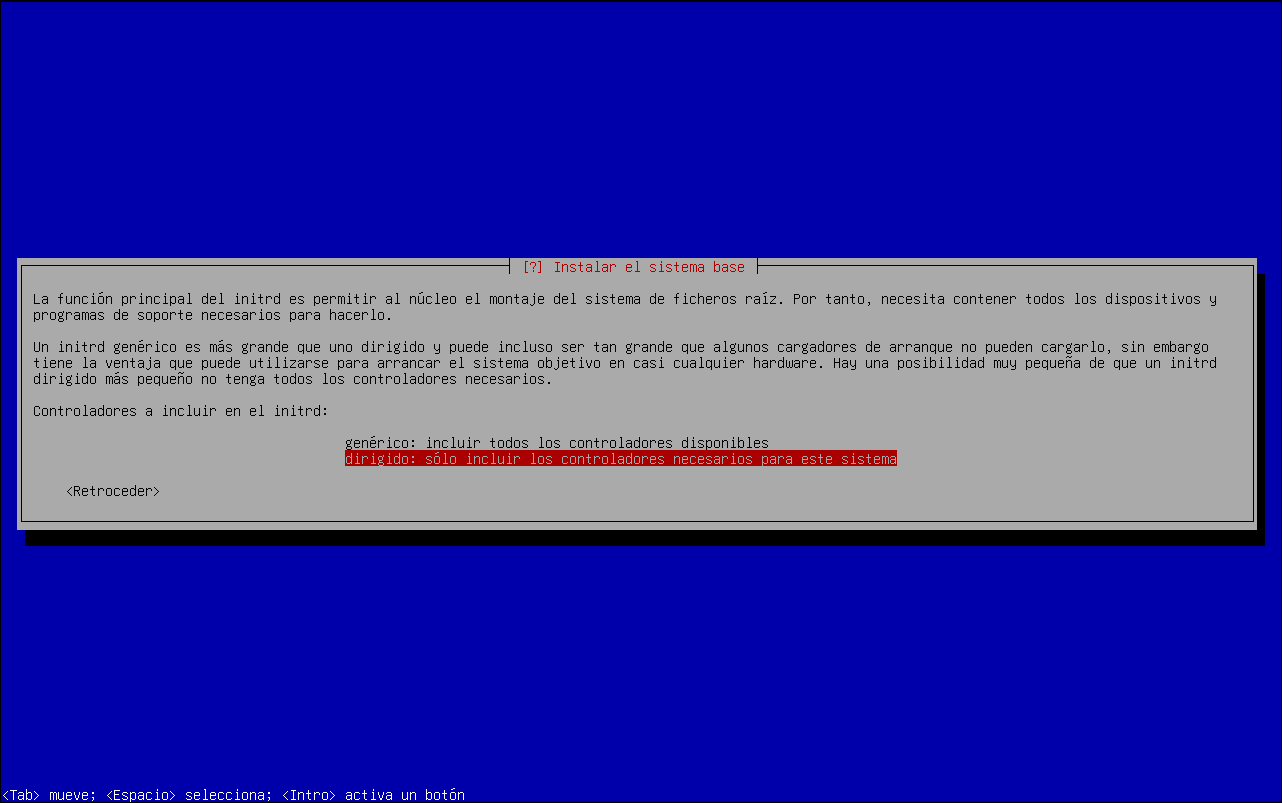 [?] Instalar el sistema base
La función principal del initrd es permitir al núcleo el montaje del sistema de ficheros raíz. Por tanto, necesita contener todos los dispositivos y
programas de soporte necesarios para hacerlo.
Un initrd genérico es más grande que uno dirigido y puede incluso ser tan grande que algunos cargadores de arranque no pueden cargarlo, sin embargo
tiene la ventaja que puede utilizarse para arrancar el sistema objetivo en casi cualquier hardware. Hay una posibilidad muy pequeña de que un initrd
dirigido más pequeño no tenga todos los controladores necesarios.
Controladores a incluir en el initrd:
genérico: incluir todos los controladores disponibles
dirigido: sólo incluir los controladores necesarios para este sistema
<Retroceder>
<Tab> mueve; <Espacio> selecciona; <Intro> activa un botón